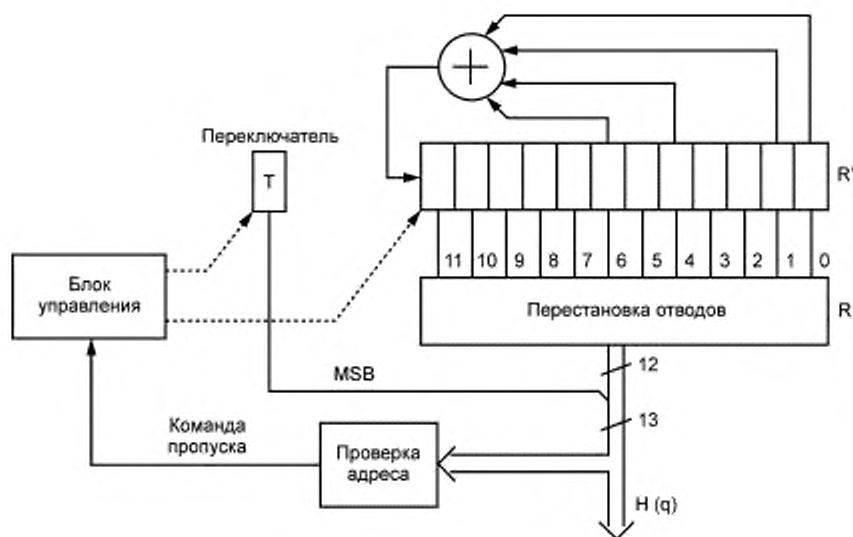 Переключатель
T
R'
11 10 9 8 7 6 5 4 3 2 1 0
Блок
управления
Перестановка отводов
R
12
MSB
13
Команда
пропуска
Проверка
адреса
H (q)